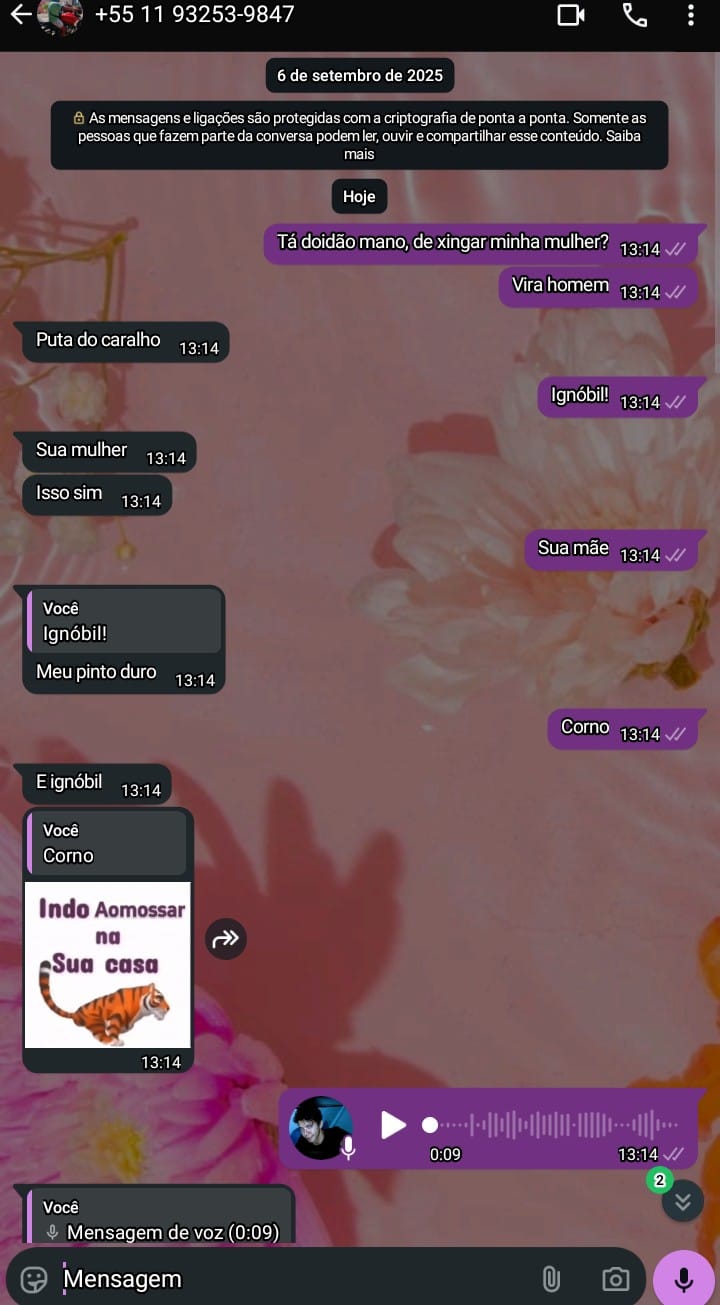 +55 11 93253-9847
6 de setembro de 2025
As mensagens e ligações são protegidas com a criptografia de ponta a ponta. Somente as
pessoas que fazem parte da conversa podem ler, ouvir e compartilhar esse conteúdo. Saiba
mais
Hoje
Tá doidão mano, de xingar minha mulher? 13:14
Vira homem 13:14
Puta do caralho 13:14
Ignóbil! 13:14
Sua mulher 13:14
Isso sim 13:14
Sua mãe 13:14
Você
Ignóbil!
Meu pinto duro 13:14
Corno 13:14
E ignóbil 13:14
Você
Corno
Indo Aomossar
na
Sua casa
13:14
0:09 13:14
2
Você
Mensagem de voz (0:09)
Mensagem